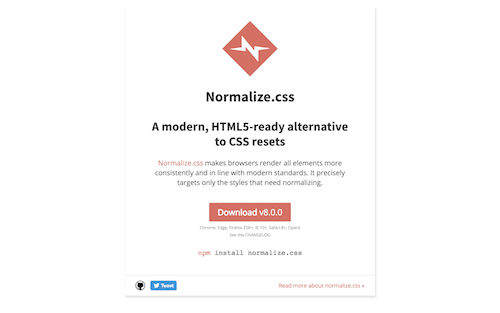 Normalize.css
A modern, HTML5-ready alternative
to CSS resets
Normalize.css makes browsers render all elements more
consistently and in line with modern standards. It precisely
targets only the styles that need normalizing.
Download v8.0.0
Chrome, Edge, Firefox ESR+, IE 10+, Safari 8+, Opera
See the CHANGELOG
npm install normalize.css
Tweet
Read more about normalize.css »